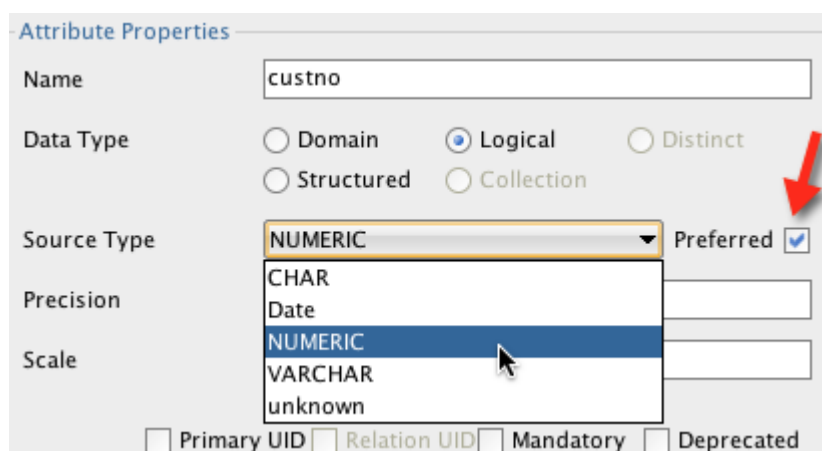 Attribute Properties
Name custno
Data Type Domain Logical Distinct
Structured Collection
Source Type NUMERIC Preferred
CHAR
Precision Date
NUMERIC
Scale VARCHAR
unknown
Primary UID Relation UID Mandatory Deprecated